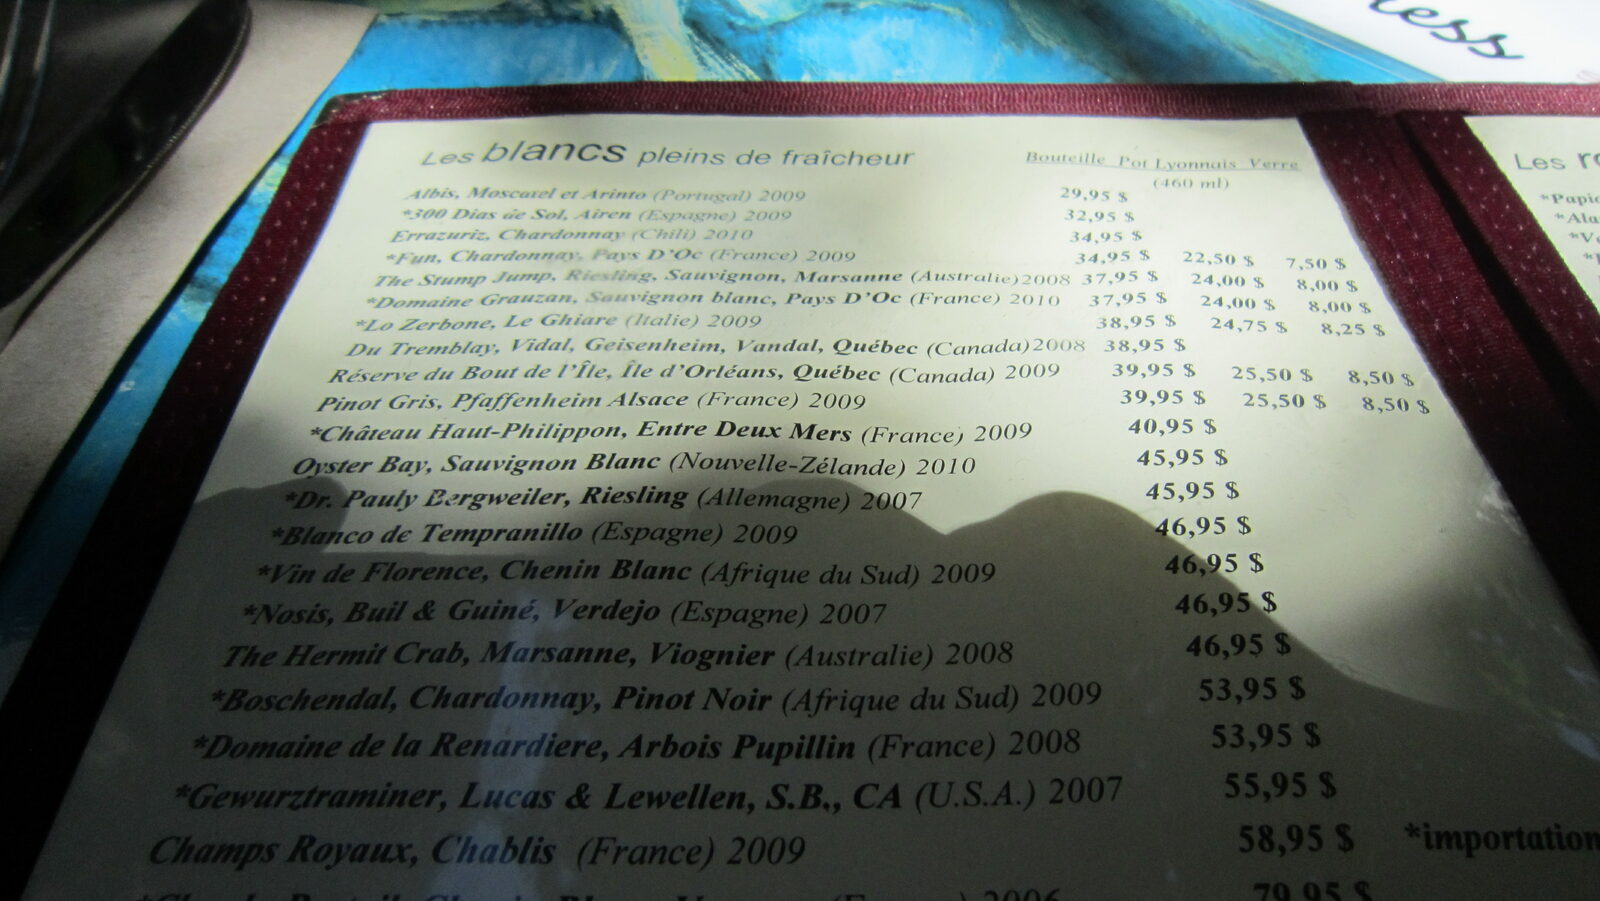 less
Les blancs pleins de fraîcheur
Bouteille Pot Lyonnais Verre
(460 ml)
Albis, Moscatel et Arinto (Portugal) 2009 29,95 $
*300 Dias de Sol, Airen (Espagne) 2009 32,95 $
Errazuriz, Chardonnay (Chili) 2010 34,95 $
*Fun, Chardonnay, Pays D'Oc (France) 2009 34,95 $ 22,50 $ 7,50 $
The Stump Jump, Riesling, Sauvignon, Marsanne (Australie) 2008 37,95 $ 24,00 $ 8,00 $
*Domaine Grauzan, Sauvignon blanc, Pays D'Oc (France) 2010 37,95 $ 24,00 $ 8,00 $
*Lo Zerbone, Le Ghiare (Italie) 2009 38,95 $ 24,75 $ 8,25 $
Du Tremblay, Vidal, Geisenheim, Vandal, Québec (Canada) 2008 38,95 $
Réserve du Bout de l'Île, Île d'Orléans, Québec (Canada) 2009 39,95 $ 25,50 $ 8,50 $
Pinot Gris, Pfaffenheim Alsace (France) 2009 39,95 $ 25,50 $ 8,50 $
*Château Haut-Philippon, Entre Deux Mers (France) 2009 40,95 $
Oyster Bay, Sauvignon Blanc (Nouvelle-Zélande) 2010 45,95 $
*Dr. Pauly Bergweiler, Riesling (Allemagne) 2007 45,95 $
*Blanco de Tempranillo (Espagne) 2009 46,95 $
*Vin de Florence, Chenin Blanc (Afrique du Sud) 2009 46,95 $
*Nosis, Buil & Guiné, Verdejo (Espagne) 2007 46,95 $
The Hermit Crab, Marsanne, Viognier (Australie) 2008 46,95 $
*Boschendal, Chardonnay, Pinot Noir (Afrique du Sud) 2009 53,95 $
*Domaine de la Renardiere, Arbois Pupillin (France) 2008 53,95 $
*Gewurztraminer, Lucas & Lewellen, S.B., CA (U.S.A.) 2007 55,95 $
Champs Royaux, Chablis (France) 2009 58,95 $
*importation
2006 79,95 $
Les